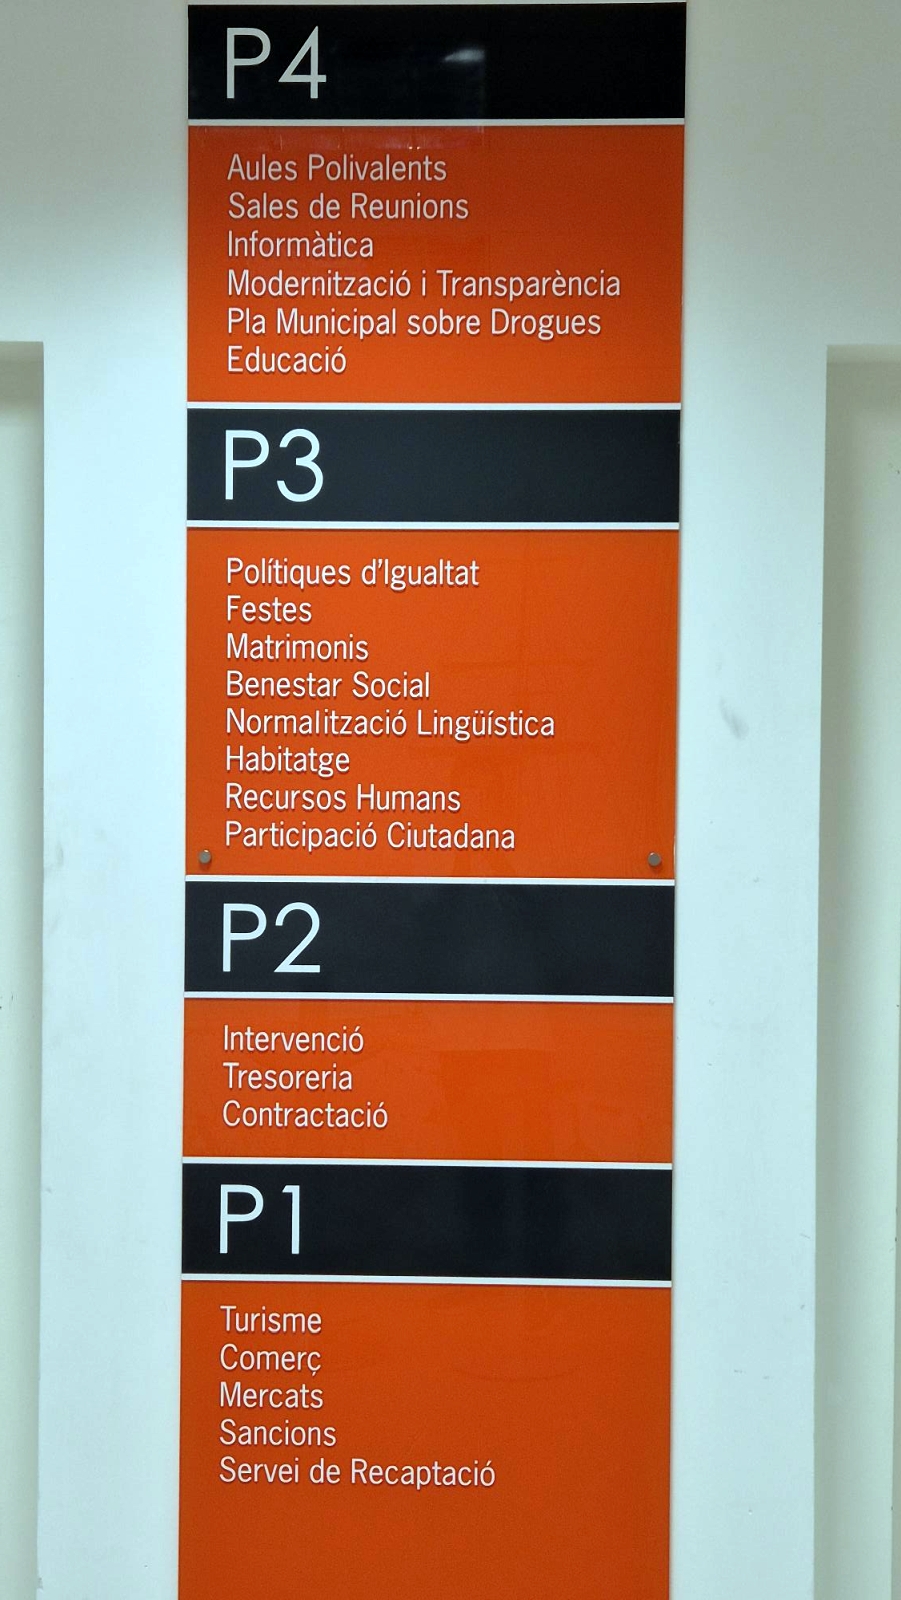 P4
Aules Polivalents
Sales de Reunions
Informàtica
Modernització i Transparència
Pla Municipal sobre Drogues
Educació
P3
Polítiques d'Igualtat
Festes
Matrimonis
Benestar Social
Normalització Lingüística
Habitatge
Recursos Humans
Participació Ciutadana
P2
Intervenció
Tresoreria
Contractació
P1
Turisme
Comerç
Mercats
Sancions
Servei de Recaptació